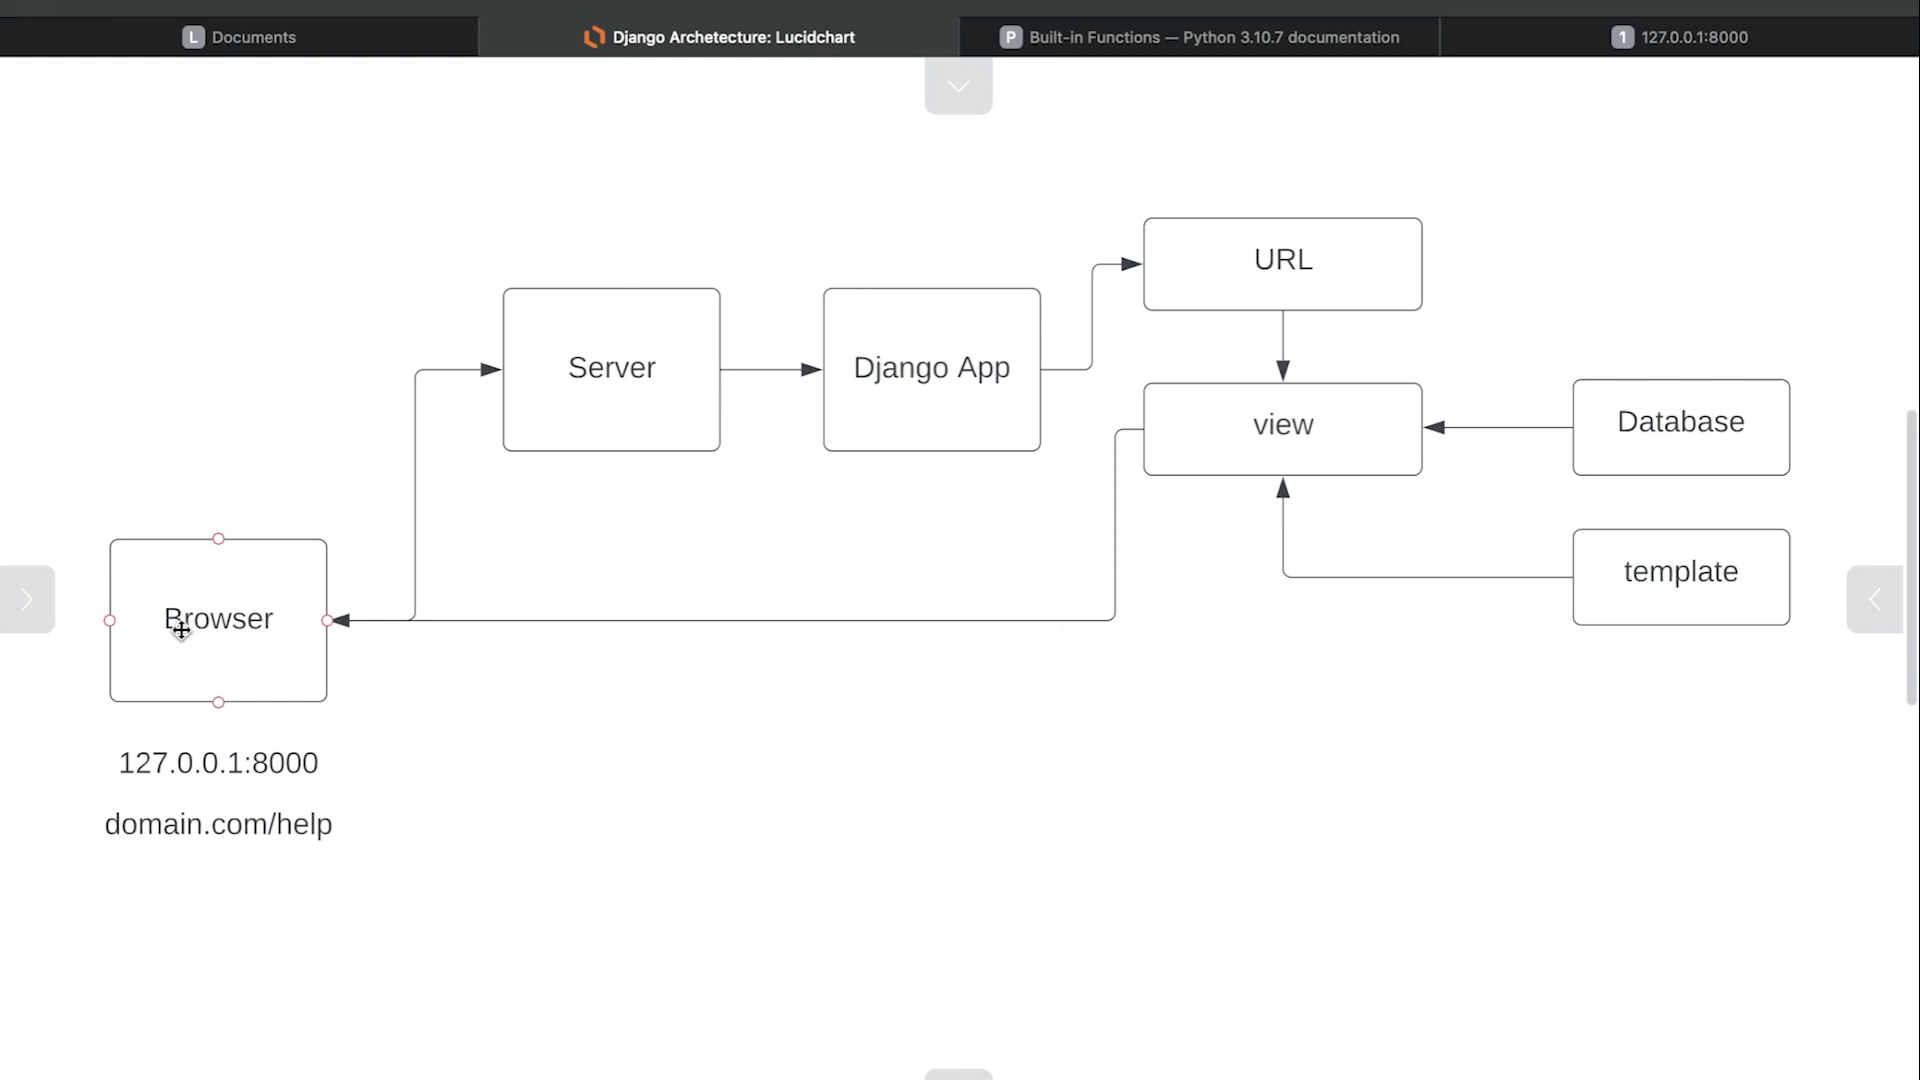 L Documents
Django Archetecture: Lucidchart
P Built-in Functions — Python 3.10.7 documentation
1 127.0.0.1:8000
URL
Server
Django App
view
Database
template
Browser
127.0.0.1:8000
domain.com/help